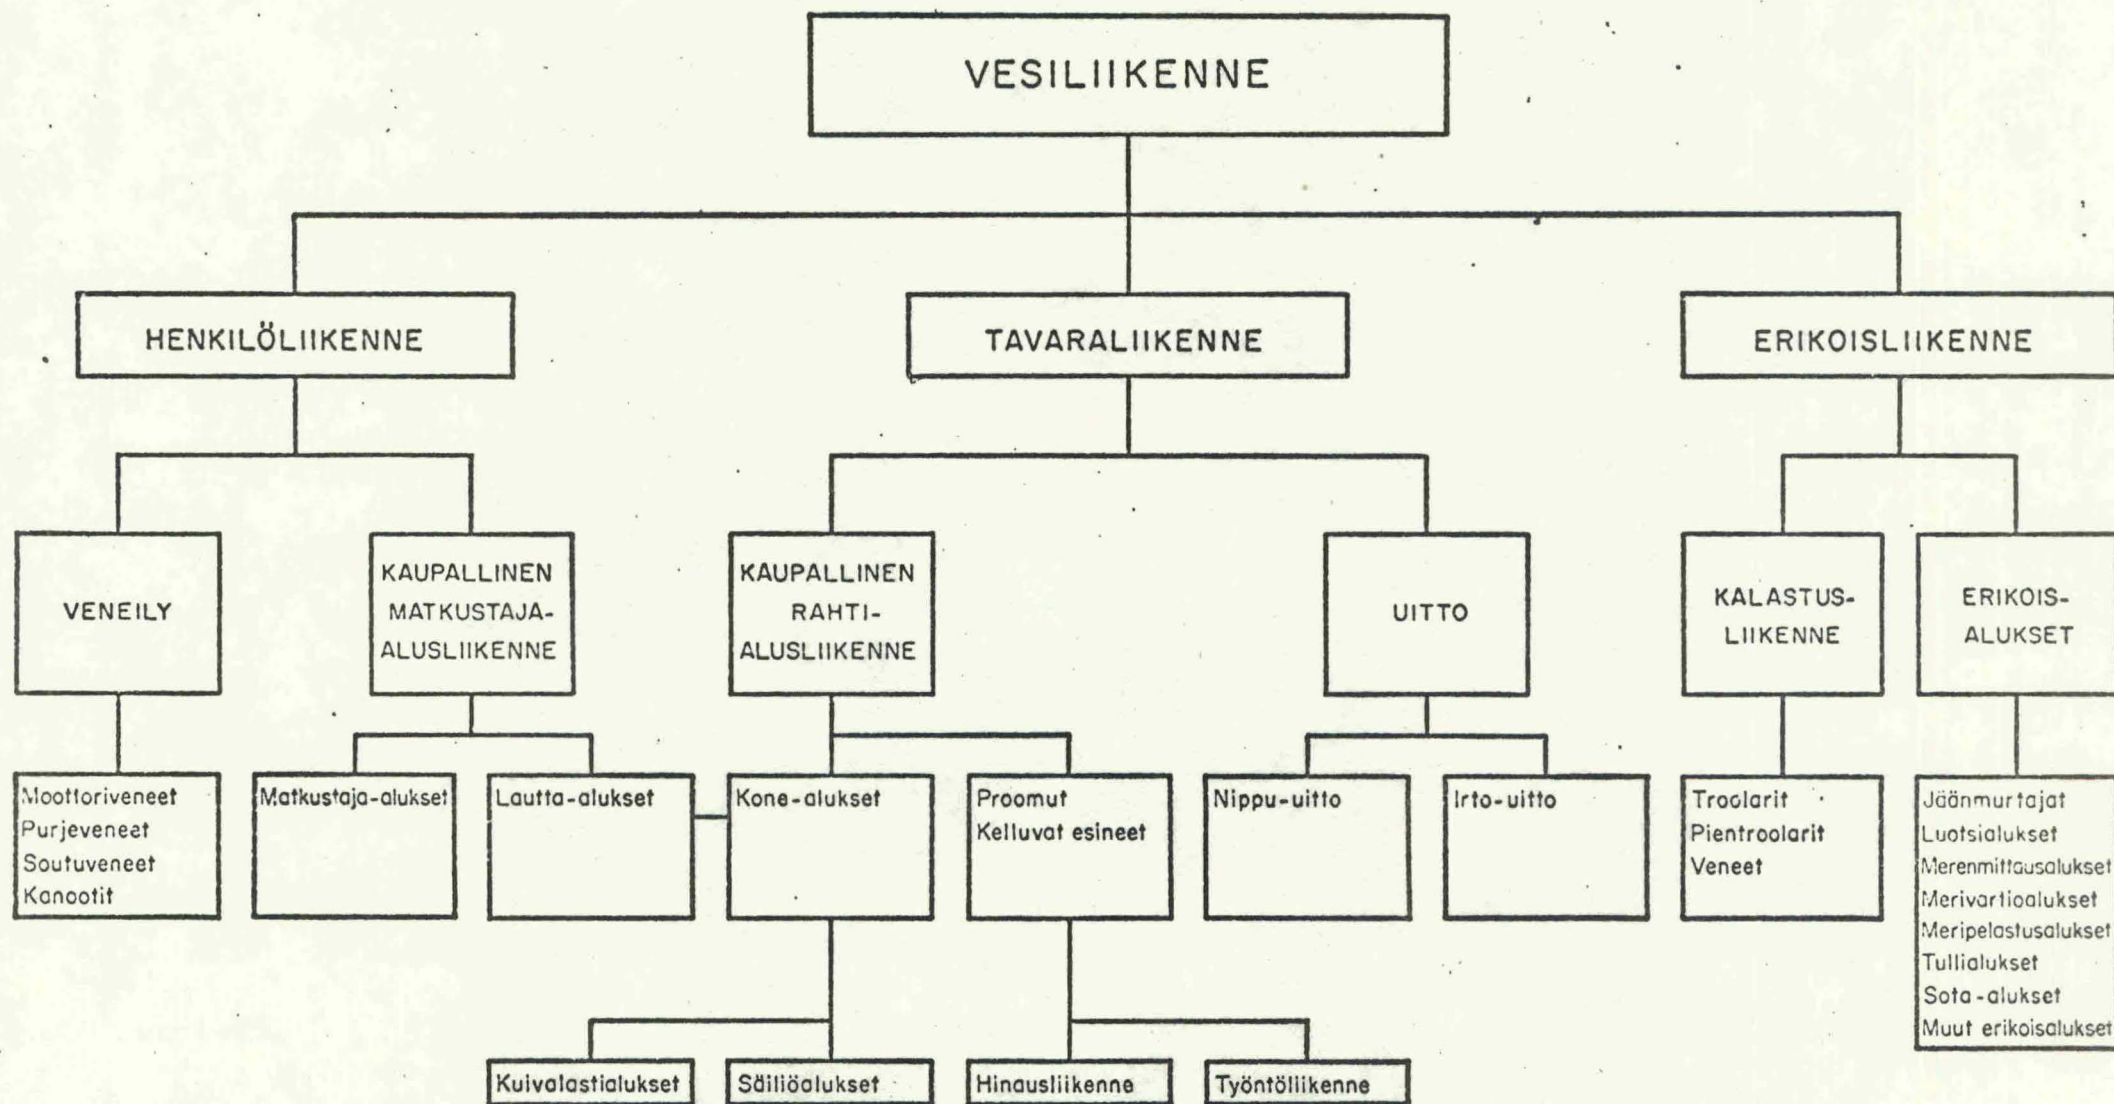 VESILIIKENNE
HENKILÖLIIKENNE
TAVARALIIKENNE
ERIKOISLIIKENNE
VENEILY
KAUPALLINEN
MATKUSTAJA-
ALUSLIIKENNE
KAUPALLINEN
RAHTI-
ALUSLIIKENNE
UITTO
KALASTUS-
LIIKENNE
ERIKOIS-
ALUKSET
Moottoriveneet
Purjeveneet
Soutuveneet
Kanootit
Matkustaja-alukset
Lautta-alukset
Kone-alukset
Proomut
Kelluvat esineet
Nippu-uitto
Irto-uitto
Troolarit
Pientroolarit
Veneet
Jäänmurtajat
Luotsialukset
Merenmittausalukset
Merivartioalukset
Meripelastusalukset
Tullialukset
Sota-alukset
Muut erikoisalukset
Kuivalastialukset
Säiliöalukset
Hinausliikenne
Työntöliikenne